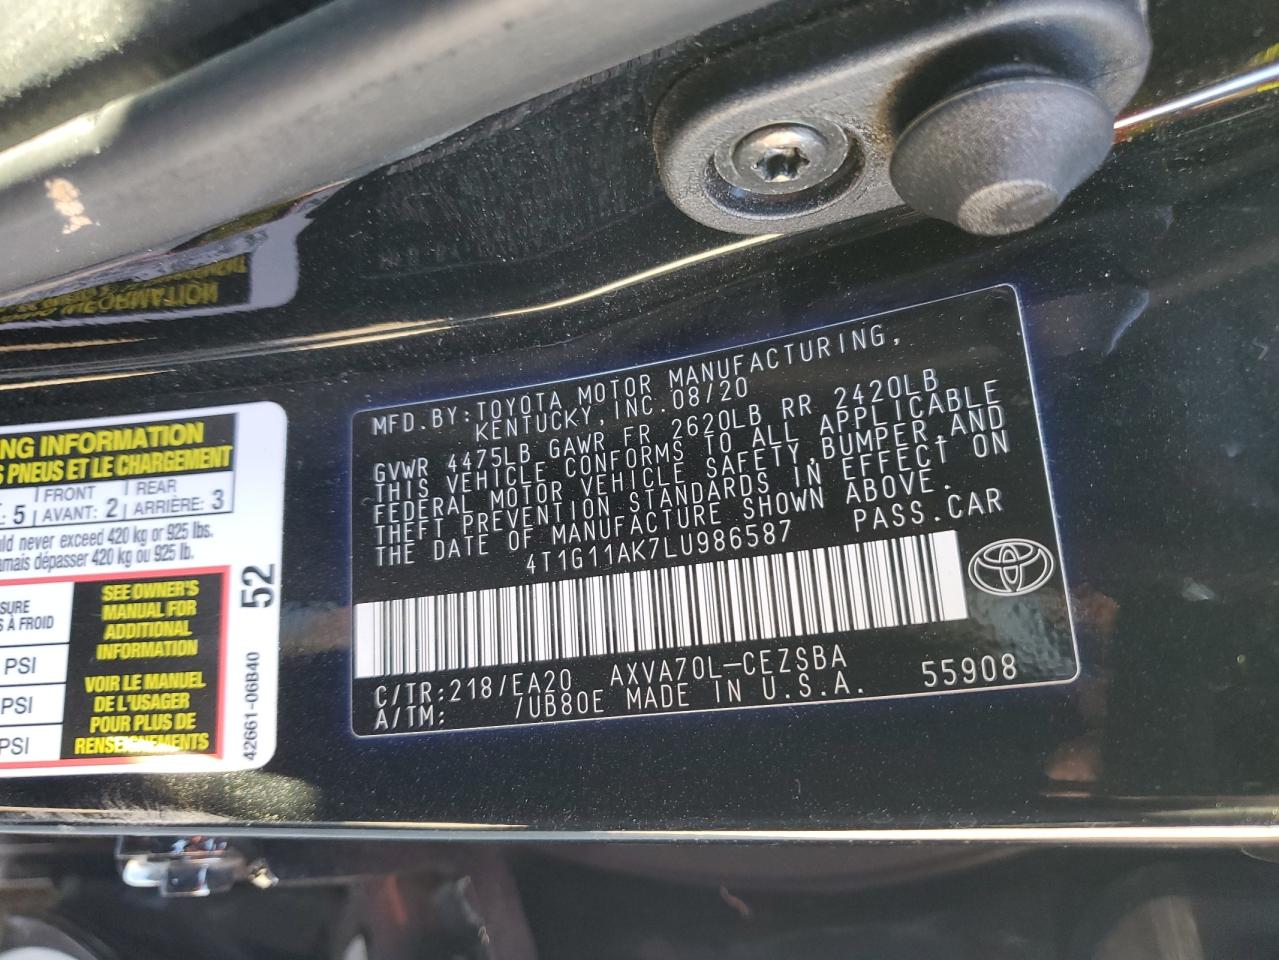 MFD. BY: TOYOTA MOTOR MANUFACTURING,
KENTUCKY, INC. 08/20
GVWR 4475LB GAWR FR 2620LB RR 2420LB
THIS VEHICLE CONFORMS TO ALL APPLICABLE
FEDERAL MOTOR VEHICLE SAFETY, BUMPER, AND
THEFT PREVENTION STANDARDS IN EFFECT ON
THE DATE OF MANUFACTURE SHOWN ABOVE.
4T1G11AK7LU986587 PASS.CAR
C/TR:218/EA20 AXVA70L-CEZSBA
A/TM: /UB80E MADE IN U.S.A. 55908
NG INFORMATION
S PNEUS ET LE CHARGEMENT
: 5 FRONT 2 REAR 3
AVANT: ARRIÈRE:
uld never exceed 420 kg or 925 lbs.
amais dépasser 420 kg ou 925 lb.
SURE
S À FROID
PSI
PSI
PSI
SEE OWNER'S
MANUAL FOR
ADDITIONAL
INFORMATION
VOIR LE MANUEL
DE L'USAGER
POUR PLUS DE
RENSEIGNEMENTS
52
42661-06B40